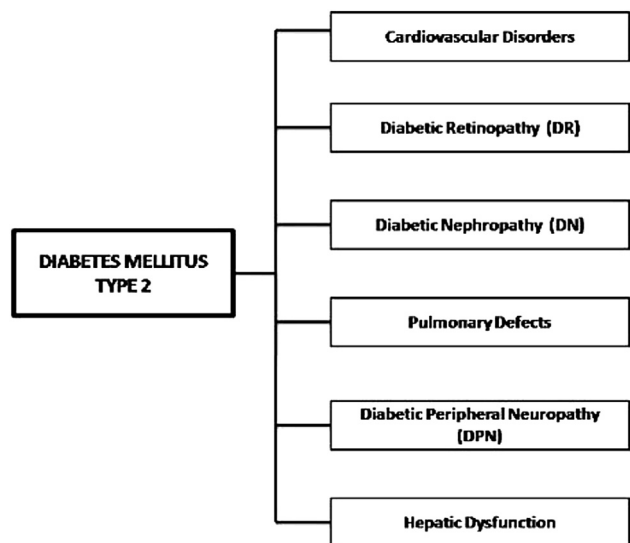 Cardiovascular Disorders
Diabetic Retinopathy (DR)
Diabetic Nephropathy (DN)
DIABETES MELLITUS
TYPE 2
Pulmonary Defects
Diabetic Peripheral Neuropathy
(DPN)
Hepatic Dysfunction